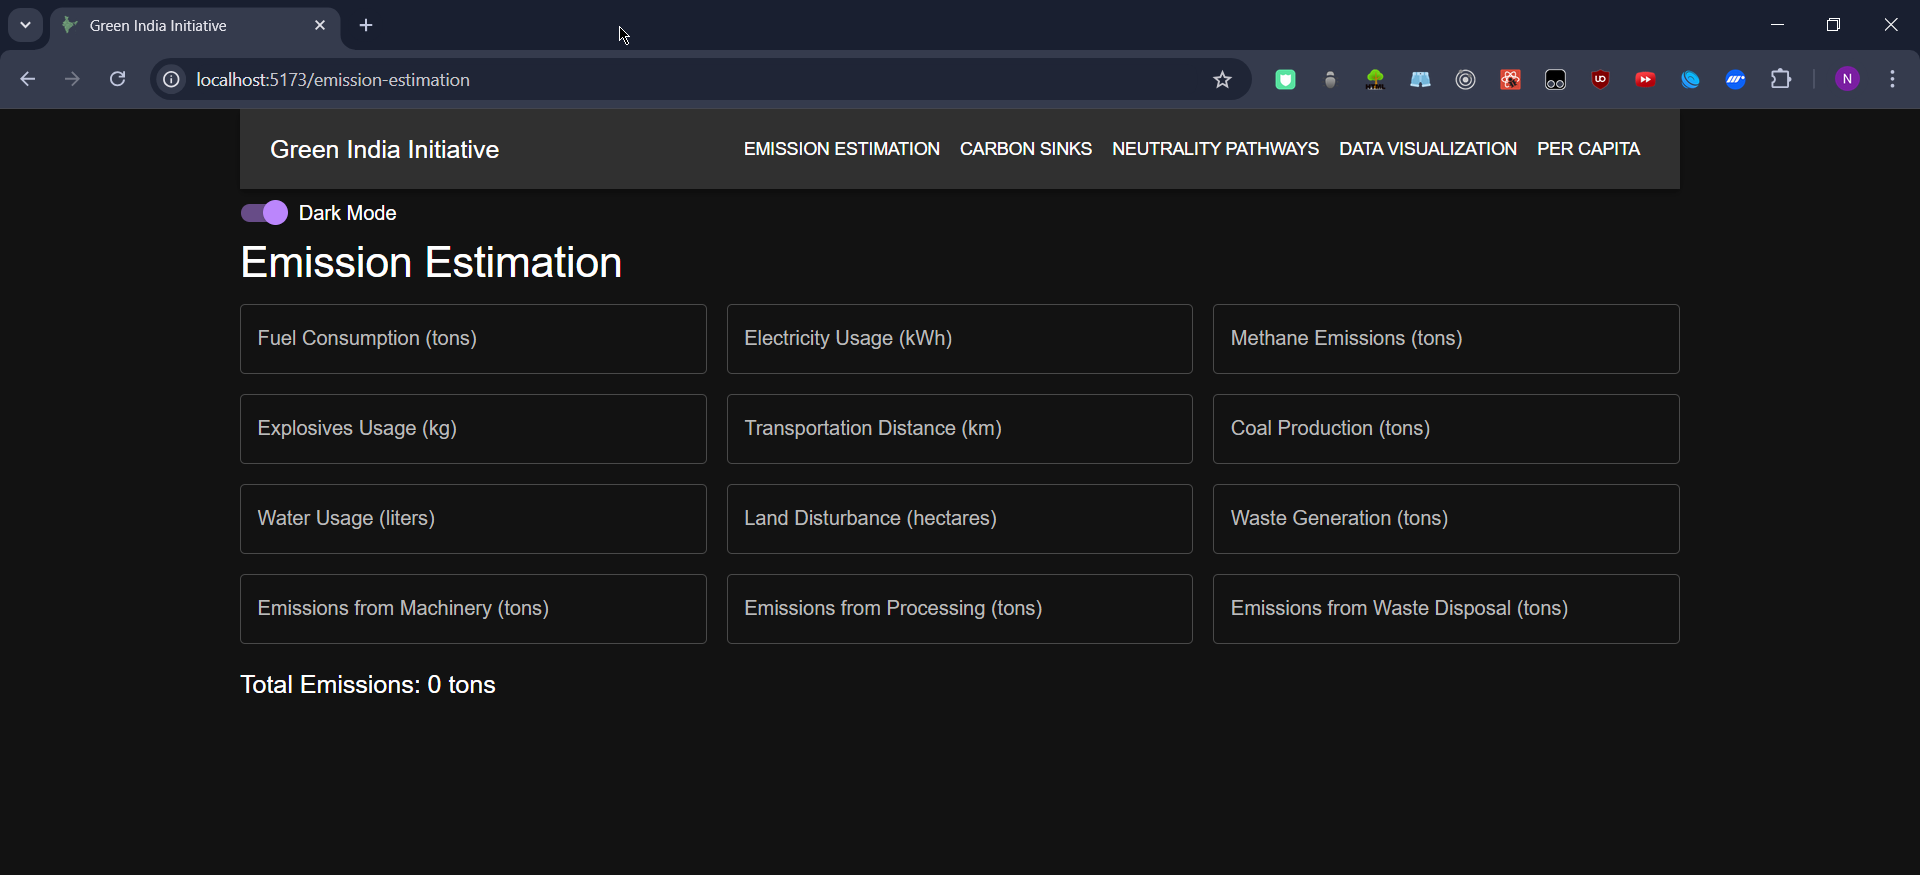 Green India Initiative
localhost:5173/emission-estimation
N
Green India Initiative
EMISSION ESTIMATION CARBON SINKS NEUTRALITY PATHWAYS DATA VISUALIZATION PER CAPITA
Dark Mode
Emission Estimation
Fuel Consumption (tons) Electricity Usage (kWh) Methane Emissions (tons)
Explosives Usage (kg) Transportation Distance (km) Coal Production (tons)
Water Usage (liters) Land Disturbance (hectares) Waste Generation (tons)
Emissions from Machinery (tons) Emissions from Processing (tons) Emissions from Waste Disposal (tons)
Total Emissions: 0 tons